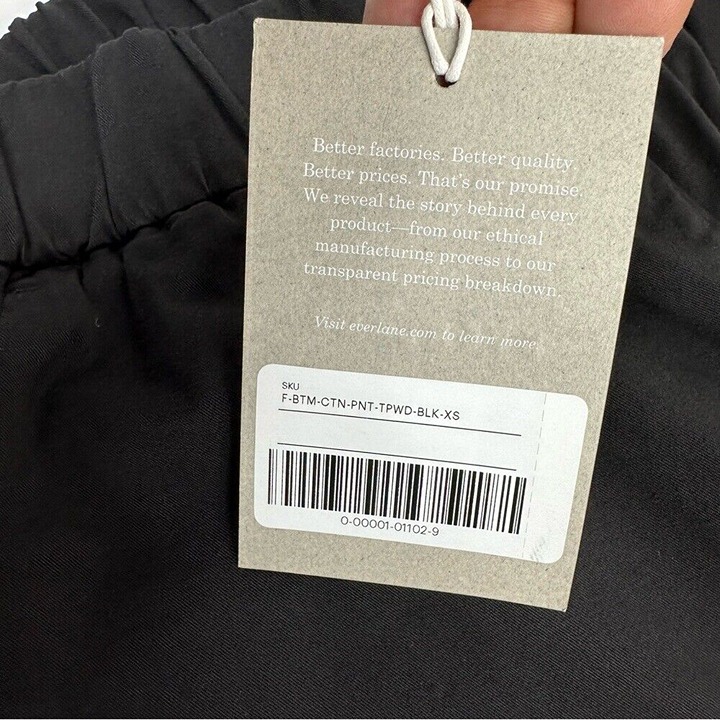 Better factories. Better quality.
Better prices. That's our promise.
We reveal the story behind every
product—from our ethical
manufacturing process to our
transparent pricing breakdown.
Visit everlane.com to learn more.
SKU
F-BTM-CTN-PNT-TPWD-BLK-XS
0-00001-01102-9